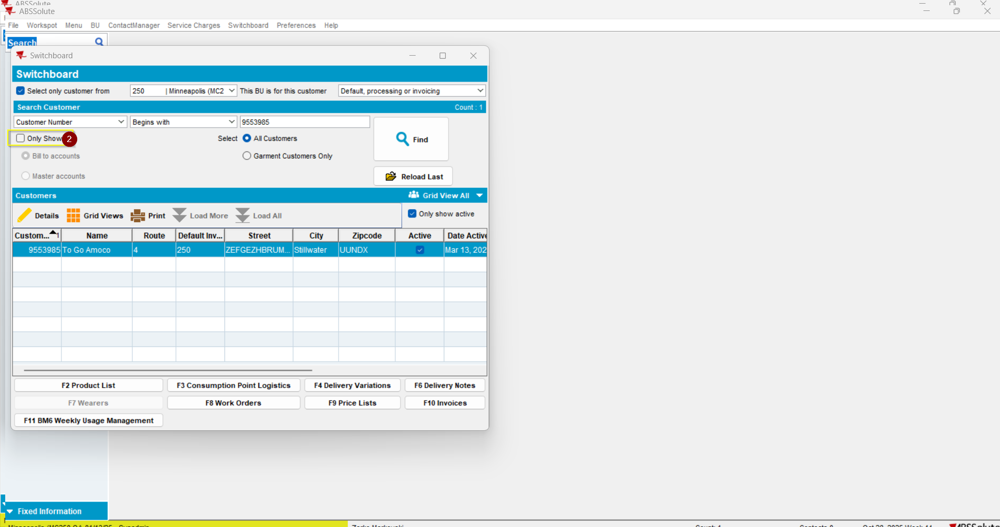 ABSSolute
ABSSolute
File Workspot Menu BU ContactManager Service Charges Switchboard Preferences Help
Search
Switchboard
Switchboard
Select only customer from 250 | Minneapolis (MC2 This BU is for this customer Default, processing or invoicing
Search Customer Count : 1
Customer Number Begins with 9553985
Only Show 2 Select All Customers
Find
Bill to accounts Garment Customers Only
Master accounts Reload Last
Customers Grid View All
Details Grid Views Print Load More Load All Only show active
Custom... 1 Name Route Default Inv... Street City Zipcode Active Date Active
9553985 To Go Amoco 4 250 ZEFGEZHBRUM... Stillwater UUNDX Mar 13, 202
F2 Product List F3 Consumption Point Logistics F4 Delivery Variations F6 Delivery Notes
F7 Wearers F8 Work Orders F9 Price Lists F10 Invoices
F11 BM6 Weekly Usage Management
Fixed Information